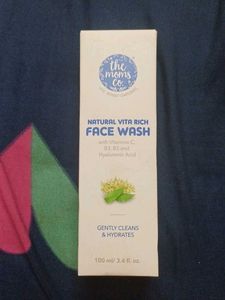 the
moms
co.
NATURAL VITA RICH
FACE WASH
with Vitamins C,
B3, B5 and
Hyaluronic Acid
GENTLY CLEANS
& HYDRATES
100 ml/ 3.4 fl. oz.